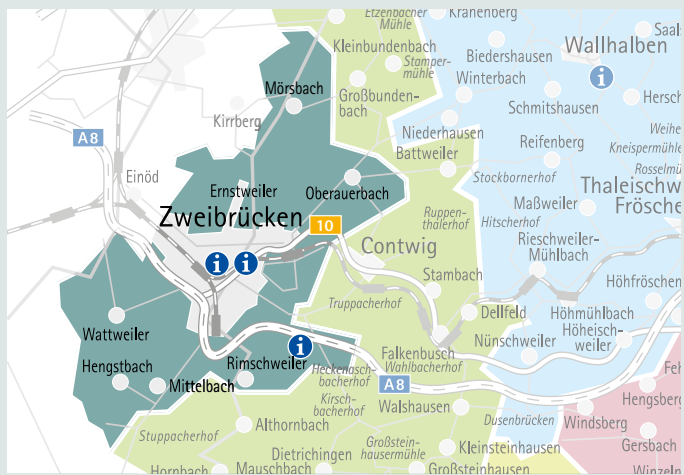 Etzenbacher
Mühle
Kranenberg
Saal
Kleinbundenbach
Stamper-
mühle
Biedershausen
Wallhalben
Winterbach
Mörsbach
Großbunden-
bach
Schmitshausen
Hersch
Kirrberg
Niederhausen
Weihe
Kneispermühle
A8
Reifenberg
Rosselmü
Battweiler
Einöd
Ernstweiler
Oberauerbach
Stockbornerhof
Thaleischw
Frösche
Zweibrücken
10
Ruppen-
thalerhof
Maßweiler
Hitscherhof
Contwig
Rieschweiler-
Mühlbach
Stambach
Truppacherhof
Höhfröschen
Dellfeld
Höhmühlbach
Höheisch-
weiler
Wattweiler
Nünschweiler
Hengstbach
Rimschweiler
Falkenbusch
Wahlbacherhof
Heckenasch-
bacherhof
Mittelbach
A8
Feh
Hengsberg
Kirsch-
bacherhof
Walshausen
Dusenbrücken
Windsberg
Althornbach
Stuppacherhof
Großstein-
hausermühle
Gersbach
Kleinsteinhausen
Dietrichingen
Hornbach
Mauschbach
Großsteinhausen
Winzeln